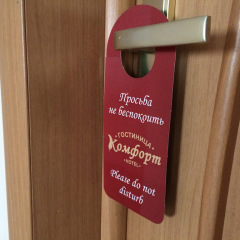 Просьба
не беспокоить
ГОСТИНИЦА
Комфорт
HOTEL
Please do not
disturb